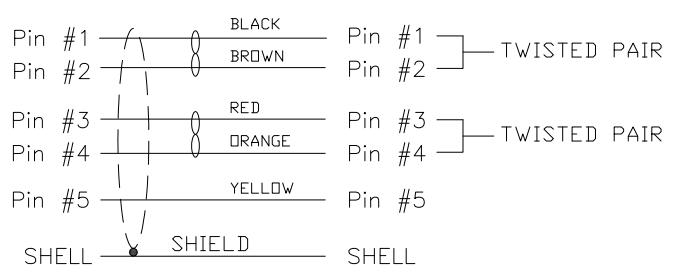 BLACK
Pin #1 Pin #1
BROWN
TWISTED PAIR
Pin #2 Pin #2
RED
Pin #3 Pin #3
ORANGE
TWISTED PAIR
Pin #4 Pin #4
YELLOW
Pin #5 Pin #5
SHIELD
SHELL SHELL